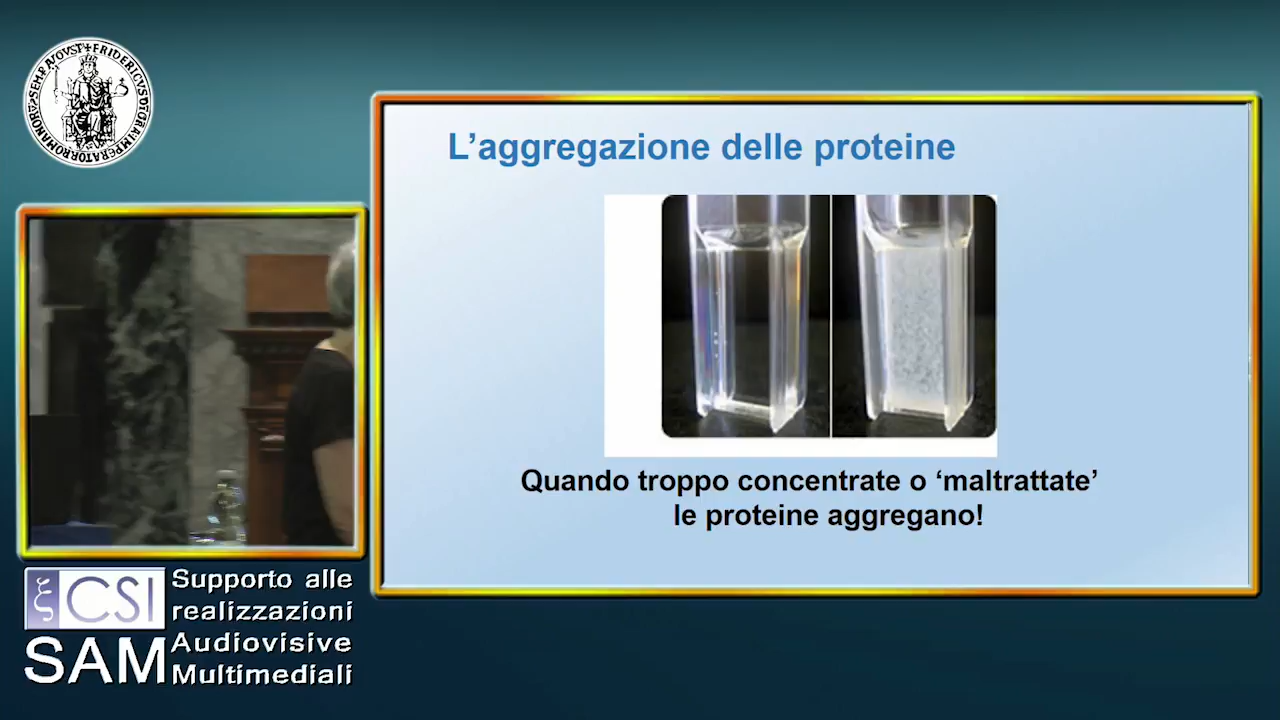 L’aggregazione delle proteine
Quando troppo concentrate o ‘maltrattate’
le proteine aggregano!
ξ CSI
SAM
Supporto alle
realizzazioni
Audiovisive
Multimediali